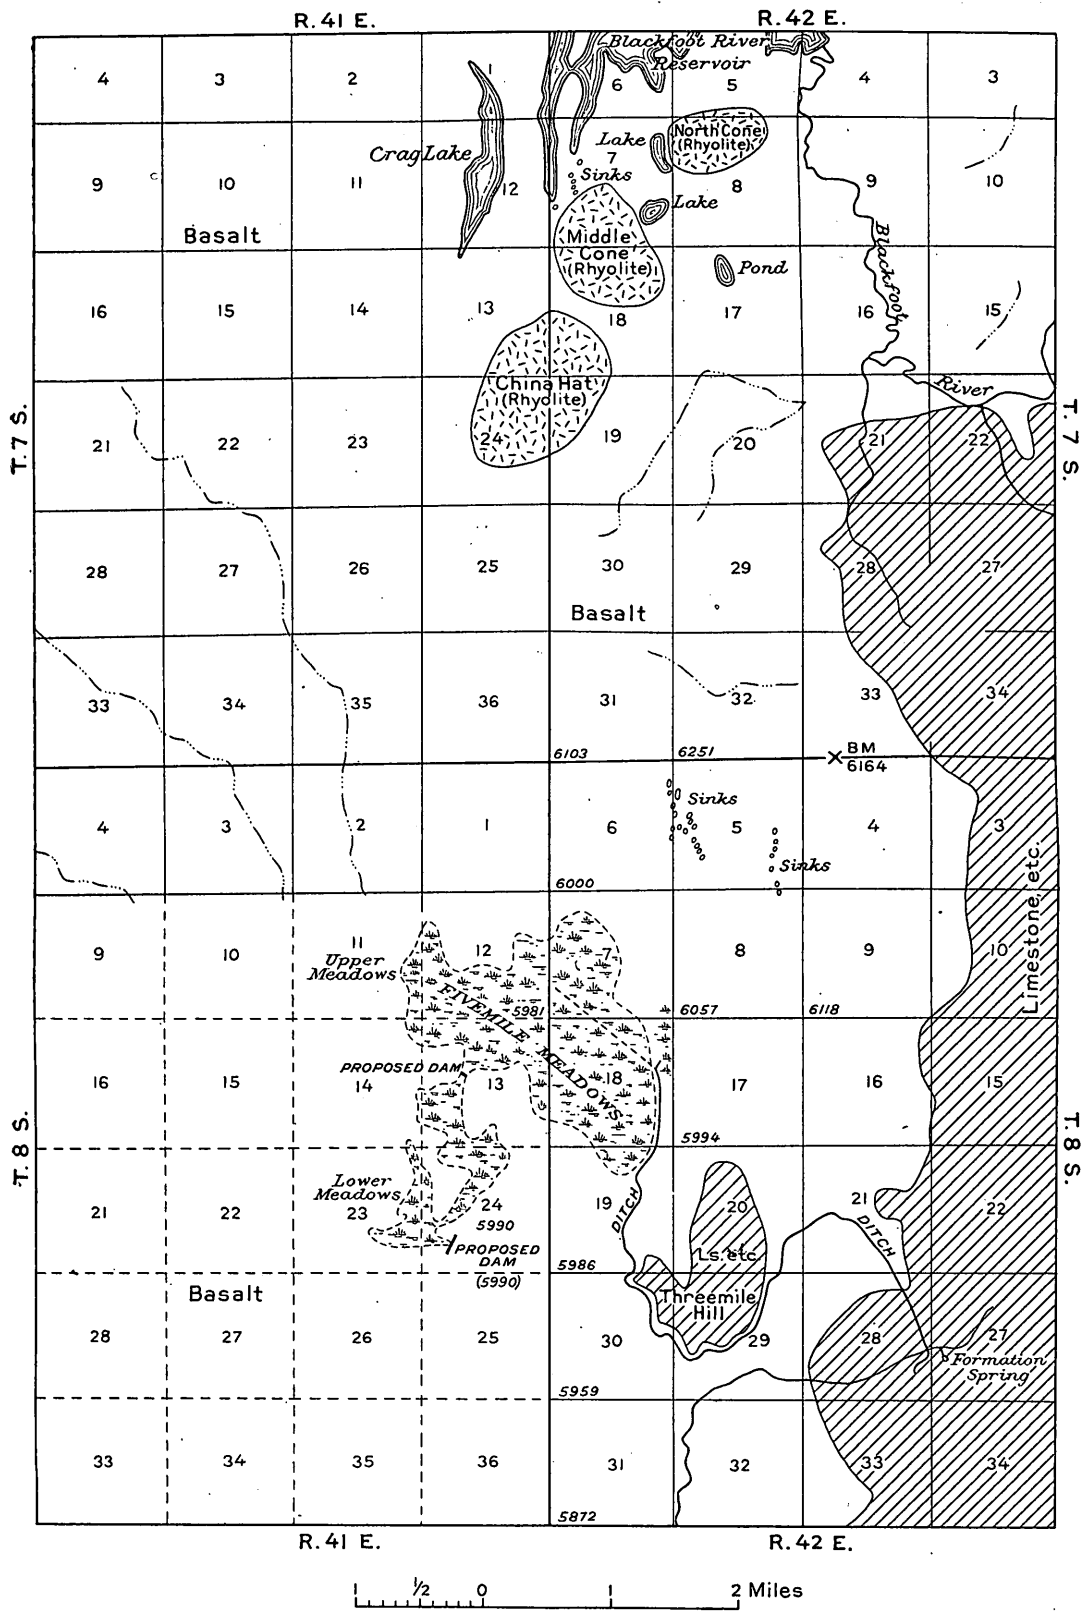 R. 41 E.
R. 42 E.
Blackfoot River
Reservoir
4
3
2
1
6
5
4
3
North Cone
(Rhyolite)
Lake
7
Sinks
Crag Lake
9
10
11
12
8
9
10
Lake
Basalt
Middle
Cone
(Rhyolite)
Blackfoot
Pond
16
15
14
13
18
17
16
15
China Hat
(Rhyolite)
River
T. 7 S.
T. 7 S.
21
22
23
24
19
20
21
22
28
27
26
25
30
29
28
27
Basalt
33
34
35
36
31
32
33
34
6103
6251
BM
6164
Sinks
4
3
2
1
6
5
4
3
Sinks
Limestone, etc.
6000
9
10
11
12
7
8
9
10
Upper
Meadows
FIVEMILE MEADOWS
5981
6057
6118
PROPOSED DAM
16
15
14
13
18
17
16
15
T. 8 S.
T. 8 S.
5994
Lower
Meadows
21
22
23
24
19
20
21
22
5990
DITCH
DITCH
PROPOSED
DAM
(5990)
Ls. etc.
5986
Basalt
Threemile
Hill
28
27
26
25
30
29
28
27
Formation
Spring
5959
33
34
35
36
31
32
33
34
5872
R. 41 E.
R. 42 E.
1
1/2
0
1
2 Miles